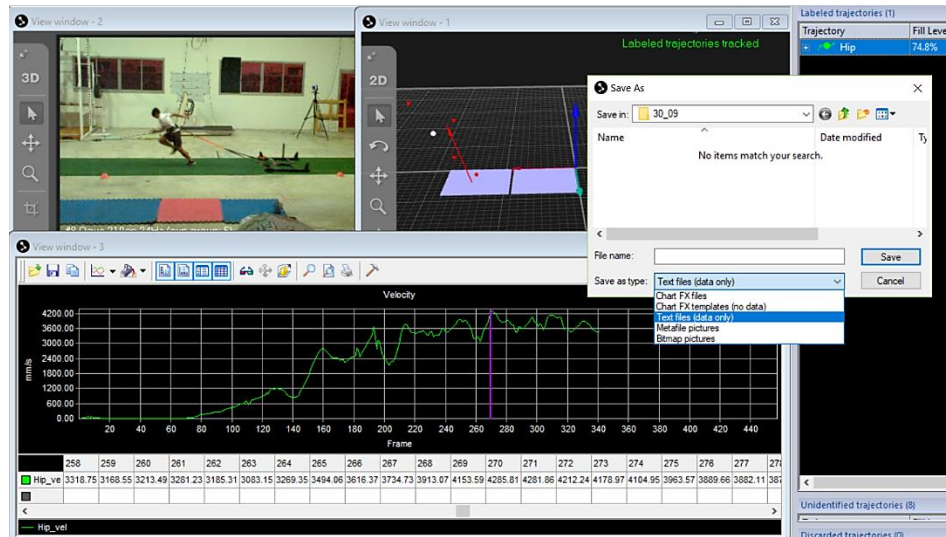 View window - 2
3D
View window - 1
Labeled trajectories tracked
2D
Labeled trajectories (1)
Trajectory Fill Leve
Hip 74.8%
Save As
Save in: 30_09
Name Date modified Ty
No items match your search.
File name: Save
Save as type: Text files (data only) Cancel
Chart FX files
Chart FX templates (no data)
Text files (data only)
Metafile pictures
Bitmap pictures
View window - 3
Velocity
4200.00
3600.00
3000.00
2400.00
1800.00
1200.00
600.00
0.00
mm/s
20 40 60 80 100 120 140 160 180 200 220 240 260 280 300 320 340 360 380 400 420 440
Frame
258 259 260 261 262 263 264 265 266 267 268 269 270 271 272 273 274 275 276 277 27
Hip_ve 3318.75 3168.55 3213.49 3281.23 3185.31 3083.15 3269.35 3494.06 3616.37 3734.73 3913.07 4153.59 4285.81 4281.86 4212.24 4178.97 4104.95 3963.57 3889.66 3882.11 387
Hip_vel
Unidentified trajectories (8)
Discarded trajectories (0)